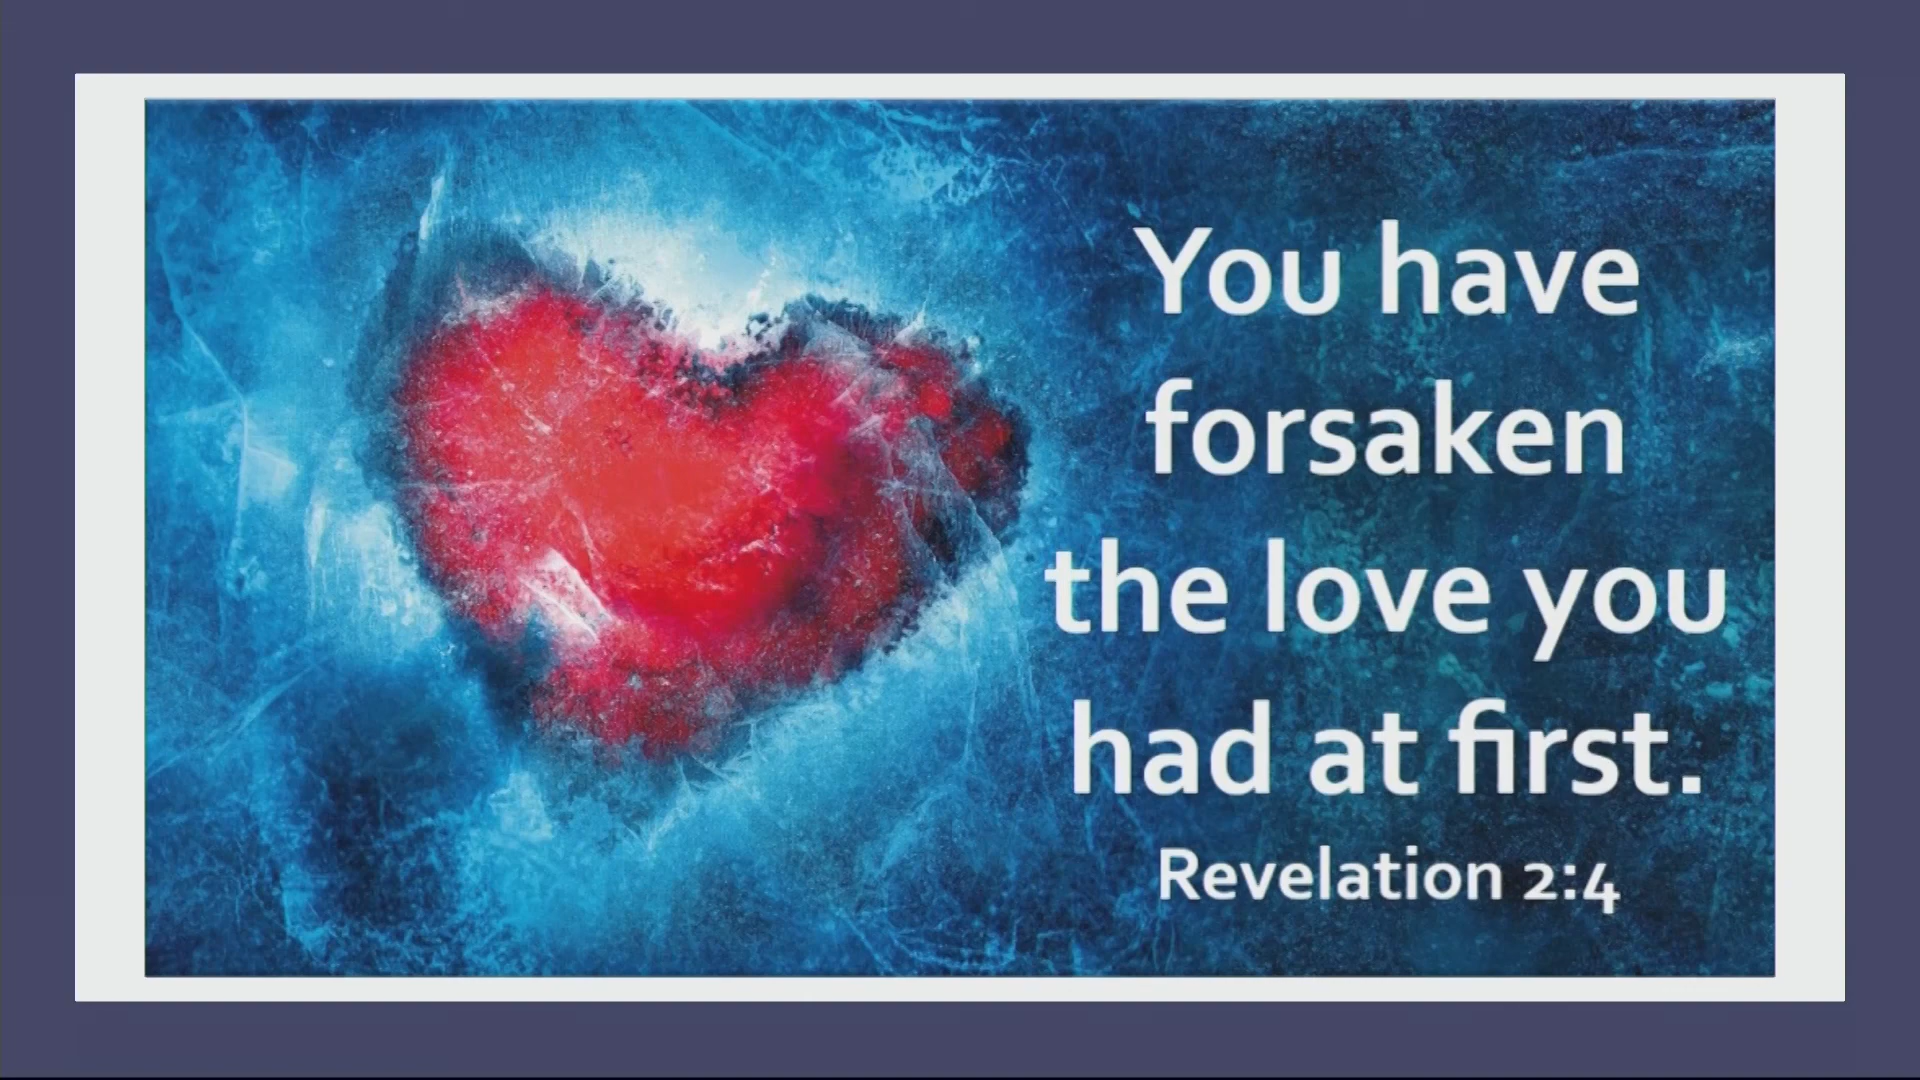 You have
forsaken
the love you
had at first.
Revelation 2:4